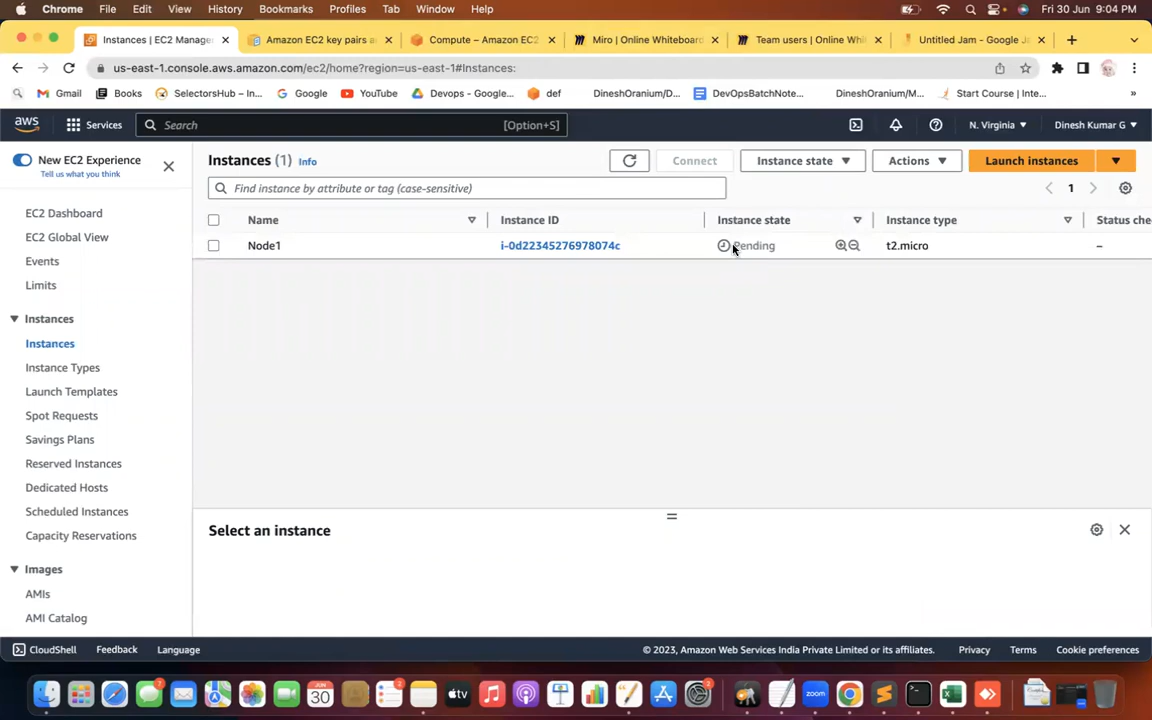 Chrome File Edit View History Bookmarks Profiles Tab Window Help Fri 30 Jun 9:04 PM
Instances | EC2 Manage Amazon EC2 key pairs a Compute – Amazon EC2 Miro | Online Whiteboard Team users | Online Whi Untitled Jam - Google Ja
us-east-1.console.aws.amazon.com/ec2/home?region=us-east-1#Instances:
Gmail Books SelectorsHub – In... Google YouTube Devops - Google... def DineshOranium/D... DevOpsBatchNote... DineshOranium/M... Start Course | Inte... »
aws Services Search [Option+S] N. Virginia Dinesh Kumar G
New EC2 Experience
Tell us what you think
EC2 Dashboard
EC2 Global View
Events
Limits
Instances
Instances
Instance Types
Launch Templates
Spot Requests
Savings Plans
Reserved Instances
Dedicated Hosts
Scheduled Instances
Capacity Reservations
Images
AMIs
AMI Catalog
Instances (1) Info Connect Instance state Actions Launch instances
Find instance by attribute or tag (case-sensitive) 1
Name Instance ID Instance state Instance type Status che
Node1 i-0d22345276978074c Pending t2.micro –
Select an instance
CloudShell Feedback Language © 2023, Amazon Web Services India Private Limited or its affiliates. Privacy Terms Cookie preferences
JUN
30
tv
zoom